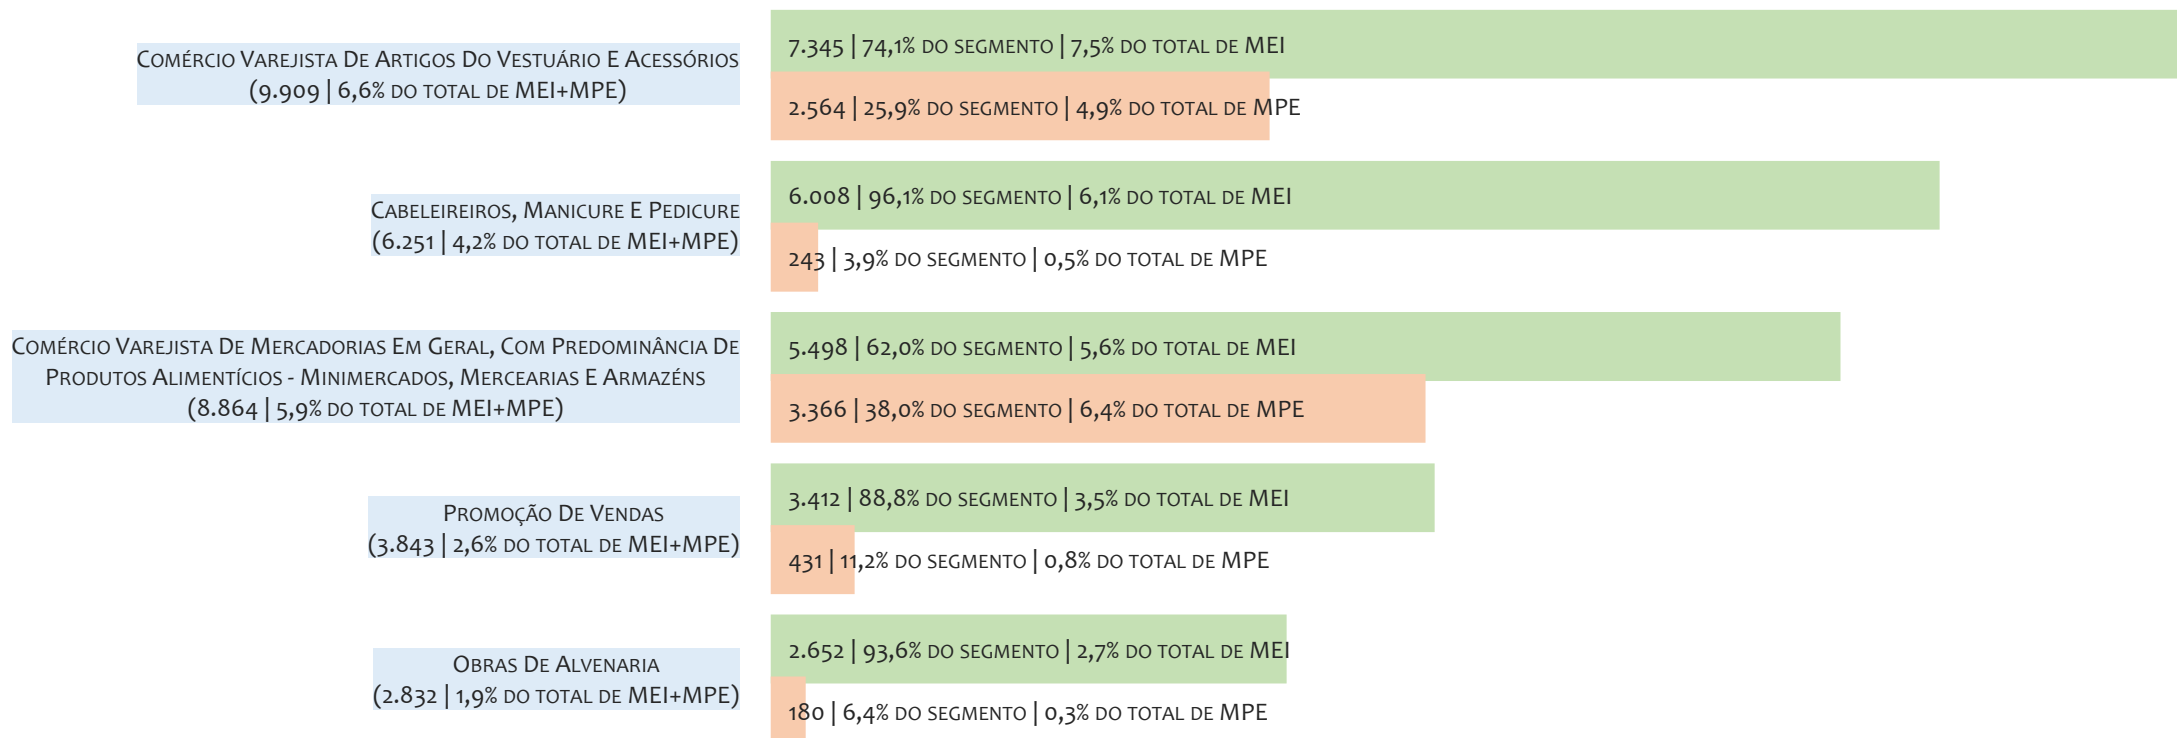 Comércio Varejista De Artigos Do Vestuário E Acessórios
(9.909 | 6,6% do total de MEI+MPE)
7.345 | 74,1% do segmento | 7,5% do total de MEI
2.564 | 25,9% do segmento | 4,9% do total de MPE
Cabeleireiros, Manicure E Pedicure
(6.251 | 4,2% do total de MEI+MPE)
6.008 | 96,1% do segmento | 6,1% do total de MEI
243 | 3,9% do segmento | 0,5% do total de MPE
Comércio Varejista De Mercadorias Em Geral, Com Predominância De
Produtos Alimentícios - Minimercados, Mercearias E Armazéns
(8.864 | 5,9% do total de MEI+MPE)
5.498 | 62,0% do segmento | 5,6% do total de MEI
3.366 | 38,0% do segmento | 6,4% do total de MPE
Promoção De Vendas
(3.843 | 2,6% do total de MEI+MPE)
3.412 | 88,8% do segmento | 3,5% do total de MEI
431 | 11,2% do segmento | 0,8% do total de MPE
Obras De Alvenaria
(2.832 | 1,9% do total de MEI+MPE)
2.652 | 93,6% do segmento | 2,7% do total de MEI
180 | 6,4% do segmento | 0,3% do total de MPE